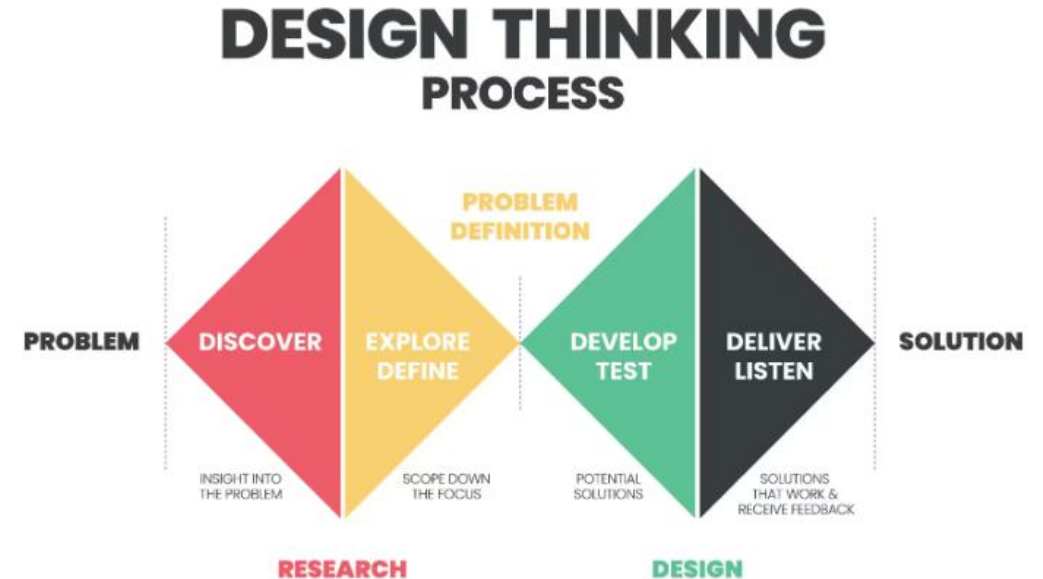 DESIGN THINKING
PROCESS
PROBLEM
DEFINITION
PROBLEM
DISCOVER
EXPLORE
DEFINE
DEVELOP
TEST
DELIVER
LISTEN
SOLUTION
INSIGHT INTO
THE PROBLEM
SCOPE DOWN
THE FOCUS
POTENTIAL
SOLUTIONS
SOLUTIONS
THAT WORK &
RECEIVE FEEDBACK
RESEARCH
DESIGN